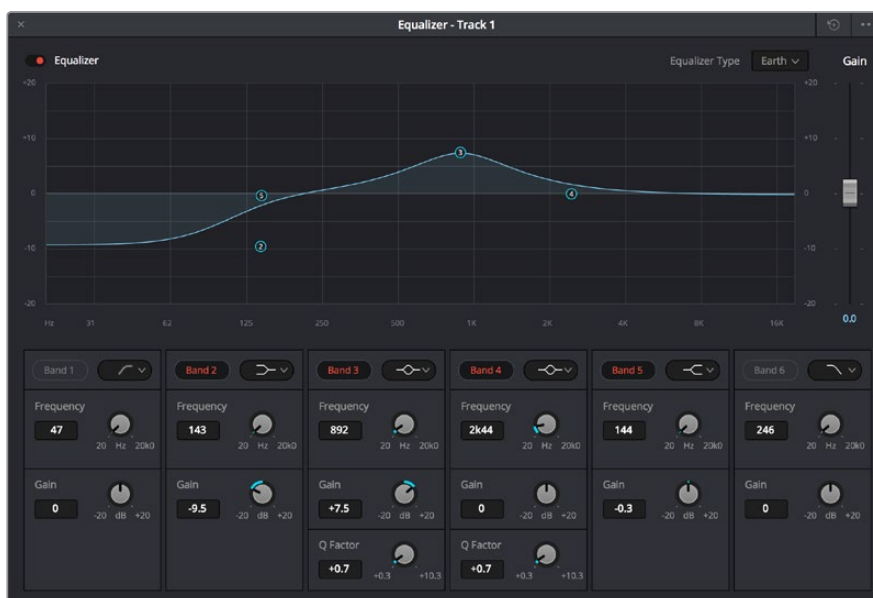 Equalizer - Track 1
Equalizer
Equalizer Type Earth Gain
+20 +20
+10 +10
0 0
-10 -10
-20 -20
5 3 4 2
Hz 31 62 125 250 500 1K 2K 4K 8K 16K
0.0
Band 1 Band 2 Band 3 Band 4 Band 5 Band 6
Frequency Frequency Frequency Frequency Frequency Frequency
47 143 892 2k44 144 246
20 Hz 20k0 20 Hz 20k0 20 Hz 20k0 20 Hz 20k0 20 Hz 20k0 20 Hz 20k0
Gain Gain Gain Gain Gain Gain
0 -9.5 +7.5 0 -0.3 0
-20 dB +20 -20 dB +20 -20 dB +20 -20 dB +20 -20 dB +20 -20 dB +20
Q Factor Q Factor
+0.7 +0.7
+0.3 +10.3 +0.3 +10.3